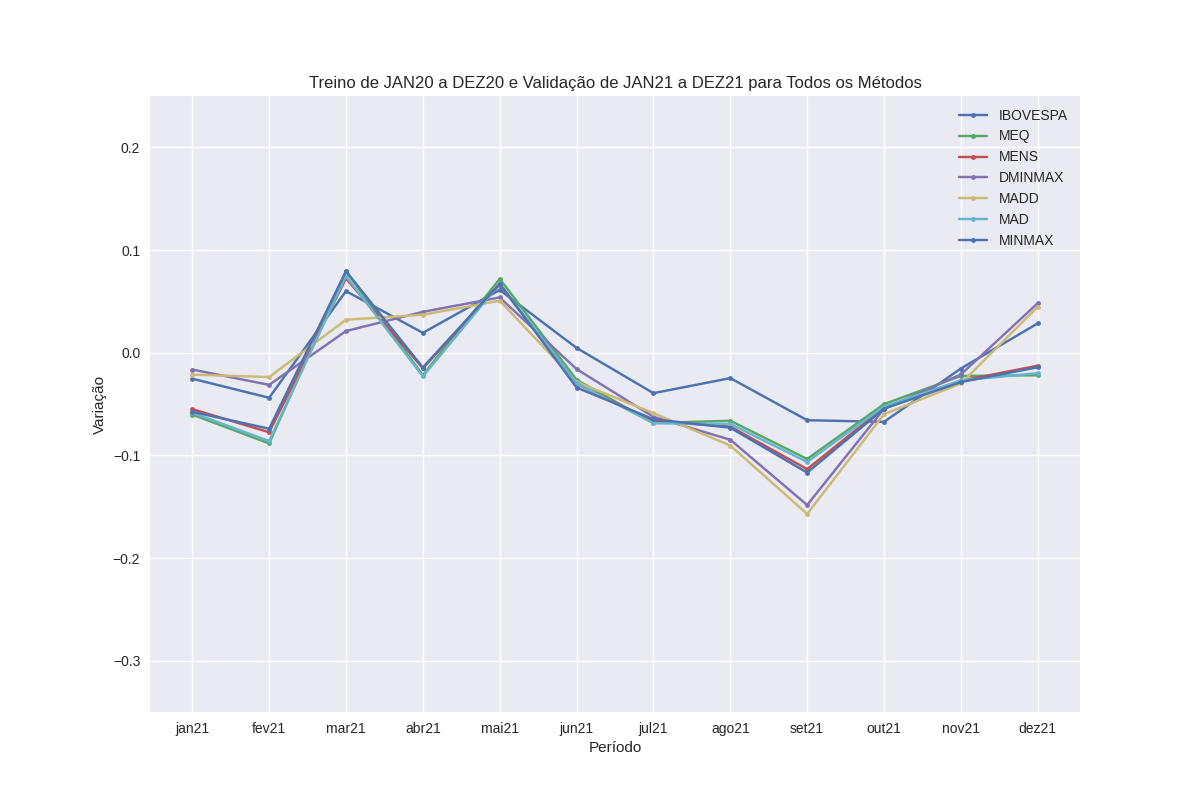 Treino de JAN20 a DEZ20 e Validação de JAN21 a DEZ21 para Todos os Métodos
IBOVESPA
MEQ
MENS
DMINMAX
MADD
MAD
MINMAX
0.2
0.1
0.0
−0.1
−0.2
−0.3
Variação
jan21 fev21 mar21 abr21 mai21 jun21 jul21 ago21 set21 out21 nov21 dez21
Período